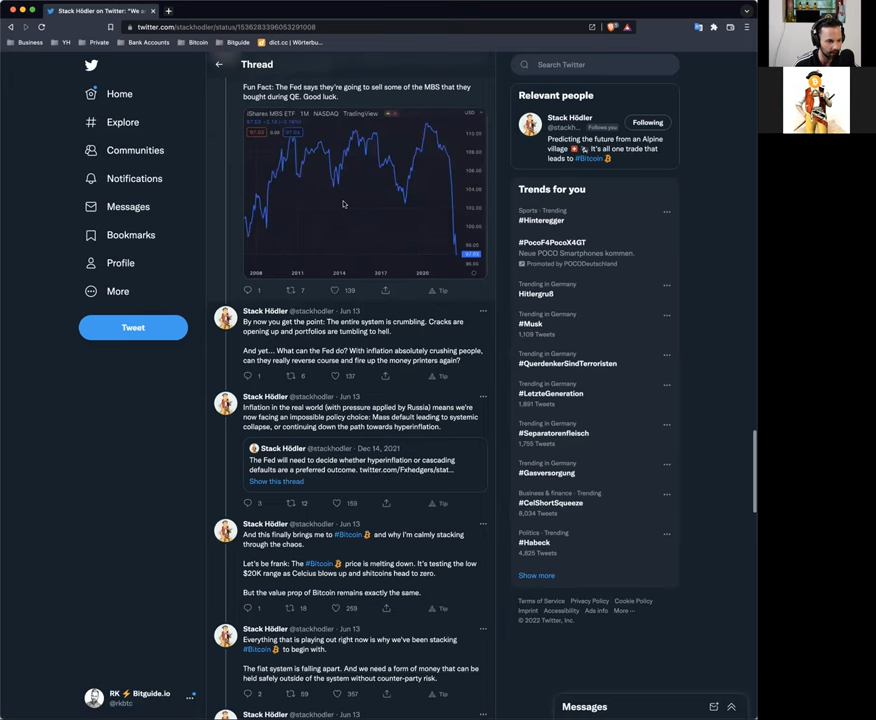 Stack Hödler on Twitter: "We a
twitter.com/stackhodler/status/1536283396053291008
Business
YH
Private
Bank Accounts
Bitcoin
Bitguide
dict.cc | Wörterbu...
Home
Explore
Communities
Notifications
Messages
Bookmarks
Profile
More
Tweet
RK ⚡ Bitguide.io
@rkbtc
Thread
Fun Fact: The Fed says they're going to sell some of the MBS that they
bought during QE. Good luck.
iShares MBS ETF 1M NASDAQ TradingView
USD
110.00
108.00
106.00
104.00
100.00
98.00
96.00
2008
2011
2014
2017
2020
1
7
139
Tip
Stack Hödler @stackhodler · Jun 13
By now you get the point: The entire system is crumbling. Cracks are
opening up and portfolios are tumbling to hell.
And yet... What can the Fed do? With inflation absolutely crushing people,
can they really reverse course and fire up the money printers again?
1
6
137
Tip
Stack Hödler @stackhodler · Jun 13
Inflation in the real world (with pressure applied by Russia) means we're
now facing an impossible policy choice: Mass default leading to systemic
collapse, or continuing down the path towards hyperinflation.
Stack Hödler @stackhodler · Dec 14, 2021
The Fed will need to decide whether hyperinflation or cascading
defaults are a preferred outcome. twitter.com/Fxhedgers/stat...
Show this thread
3
12
159
Tip
Stack Hödler @stackhodler · Jun 13
And this finally brings me to #Bitcoin and why I'm calmly stacking
through the chaos.
Let's be frank: The #Bitcoin price is melting down. It's testing the low
$20K range as Celcius blows up and shitcoins head to zero.
But the value prop of Bitcoin remains exactly the same.
1
18
259
Tip
Stack Hödler @stackhodler · Jun 13
Everything that is playing out right now is why we've been stacking
#Bitcoin to begin with.
The fiat system is falling apart. And we need a form of money that can be
held safely outside of the system without counter-party risk.
2
59
357
Tip
Stack Hödler @stackhodler · Jun 13
Search Twitter
Relevant people
Stack Hödler
@stackh... Follows you
Following
Predicting the future from an Alpine
village. It's all one trade that
leads to #Bitcoin
Trends for you
Sports · Trending
#Hinteregger
#PocoF4PocoX4GT
Neue POCO Smartphones kommen.
Promoted by POCODeutschland
Trending in Germany
Hitlergruß
Trending in Germany
#Musk
1,109 Tweets
Trending in Germany
#QuerdenkerSindTerroristen
Trending in Germany
#LetzteGeneration
1,891 Tweets
Trending in Germany
#Separatorenfleisch
1,755 Tweets
Trending in Germany
#Gasversorgung
Business & finance · Trending
#CelShortSqueeze
8,034 Tweets
Politics · Trending
#Habeck
4,825 Tweets
Show more
Terms of Service Privacy Policy Cookie Policy
Imprint Accessibility Ads info More ...
© 2022 Twitter, Inc.
Messages